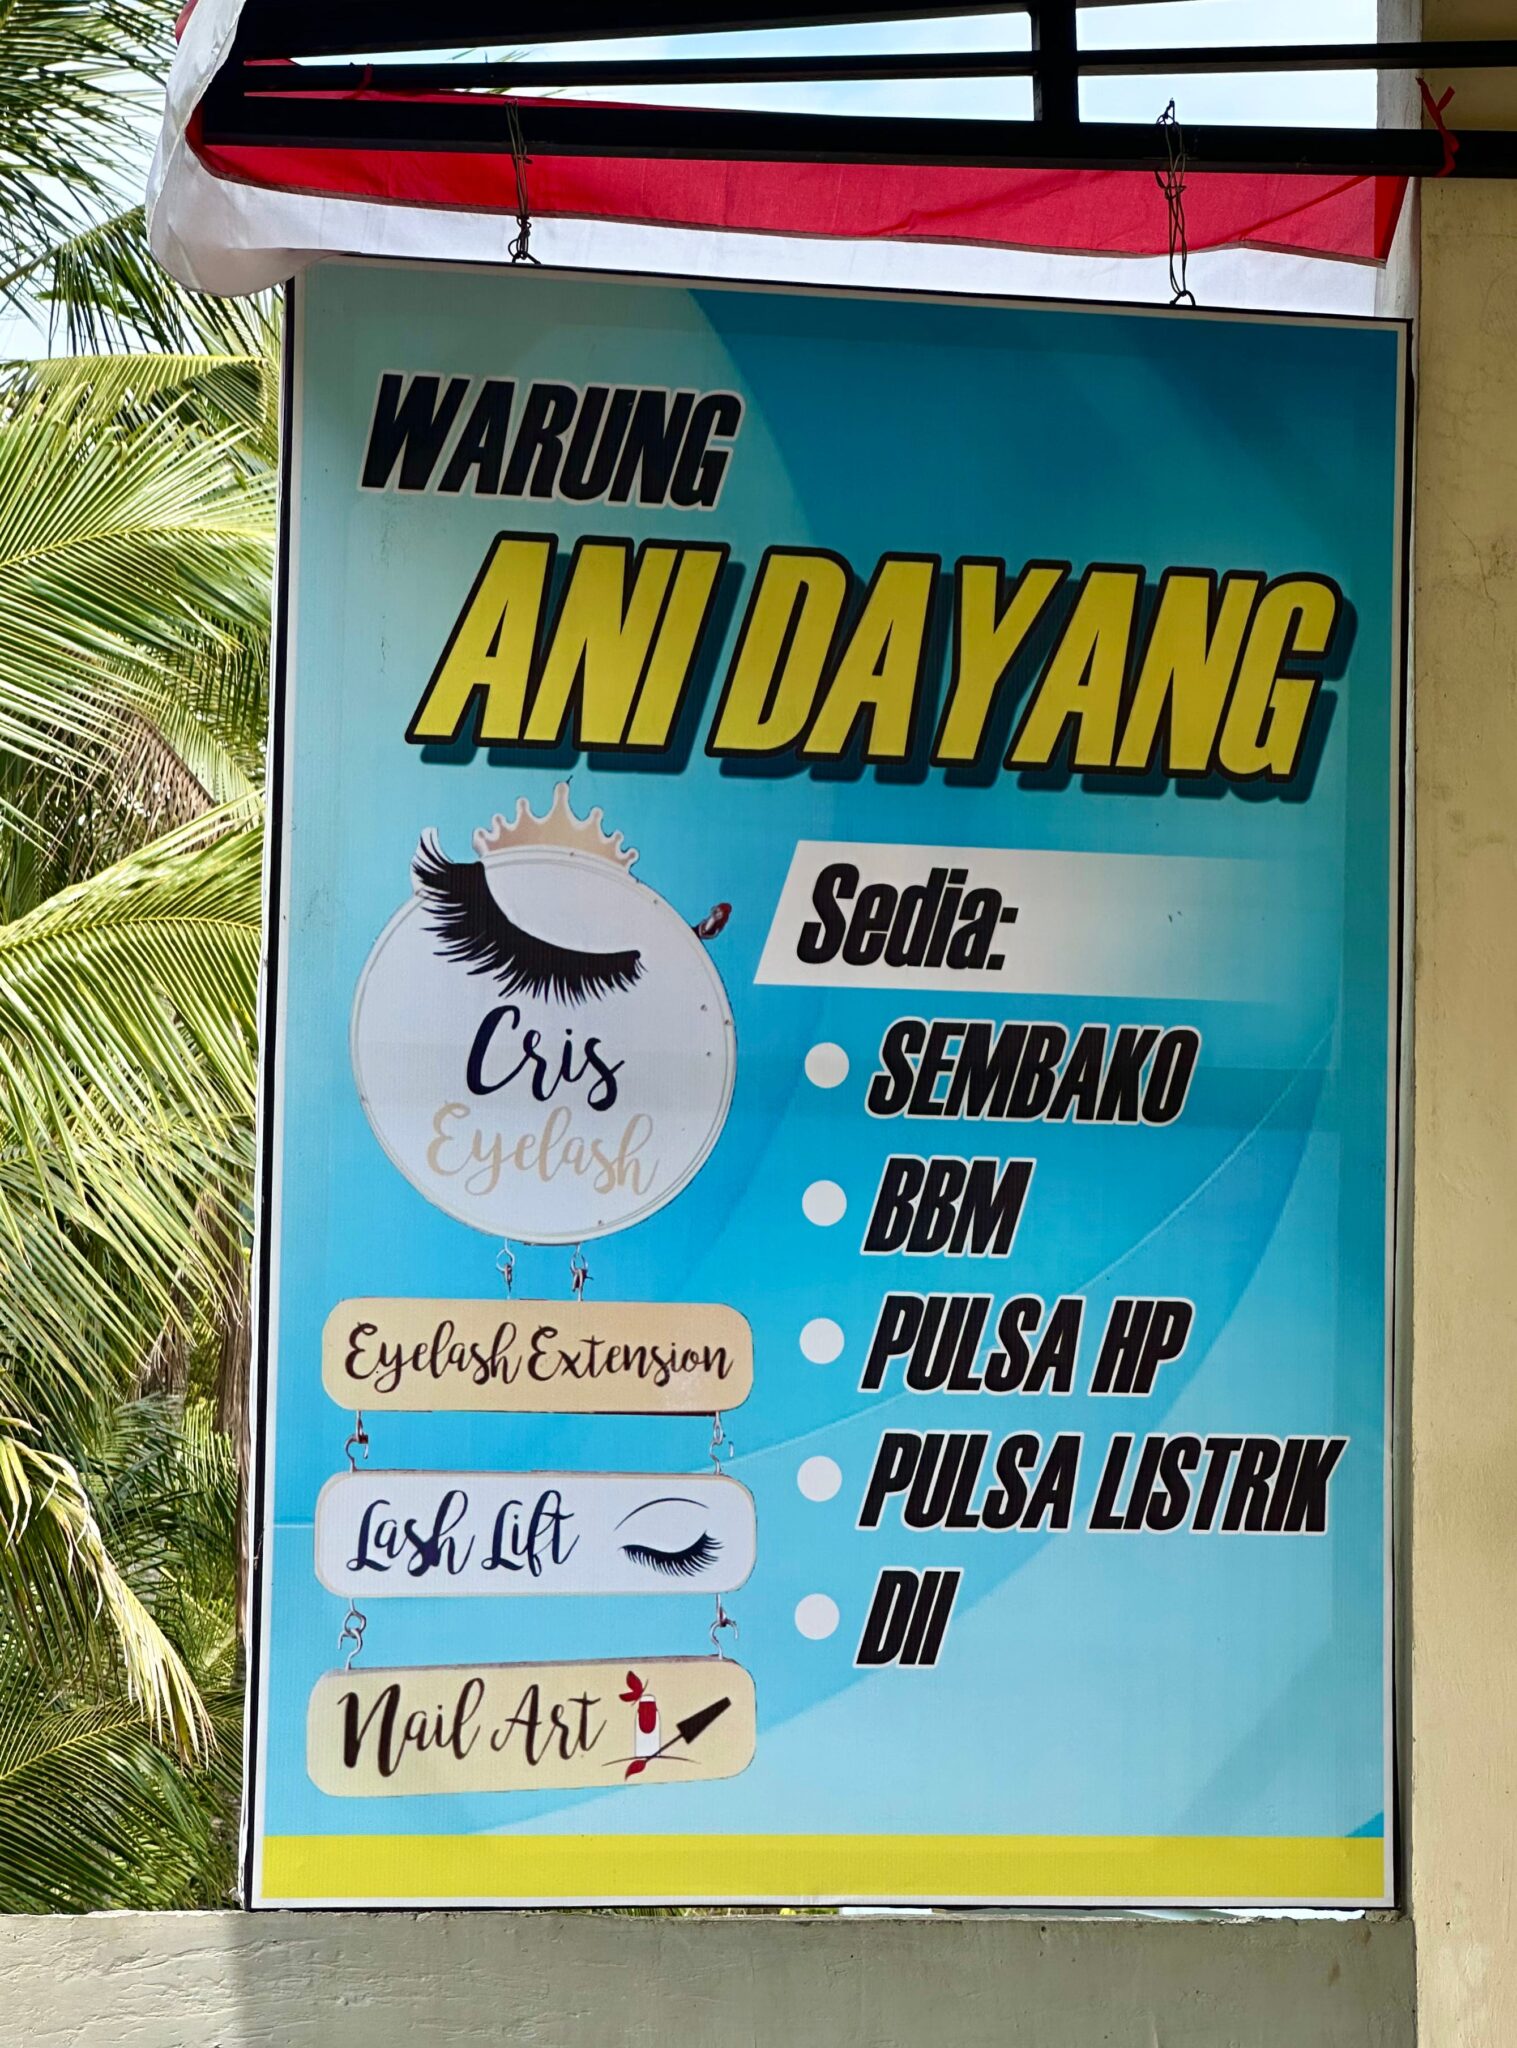 WARUNG
ANI DAYANG
Cris
Eyelash
Eyelash Extension
Lash Lift
Nail Art
Sedia:
SEMBAKO
BBM
PULSA HP
PULSA LISTRIK
Dll